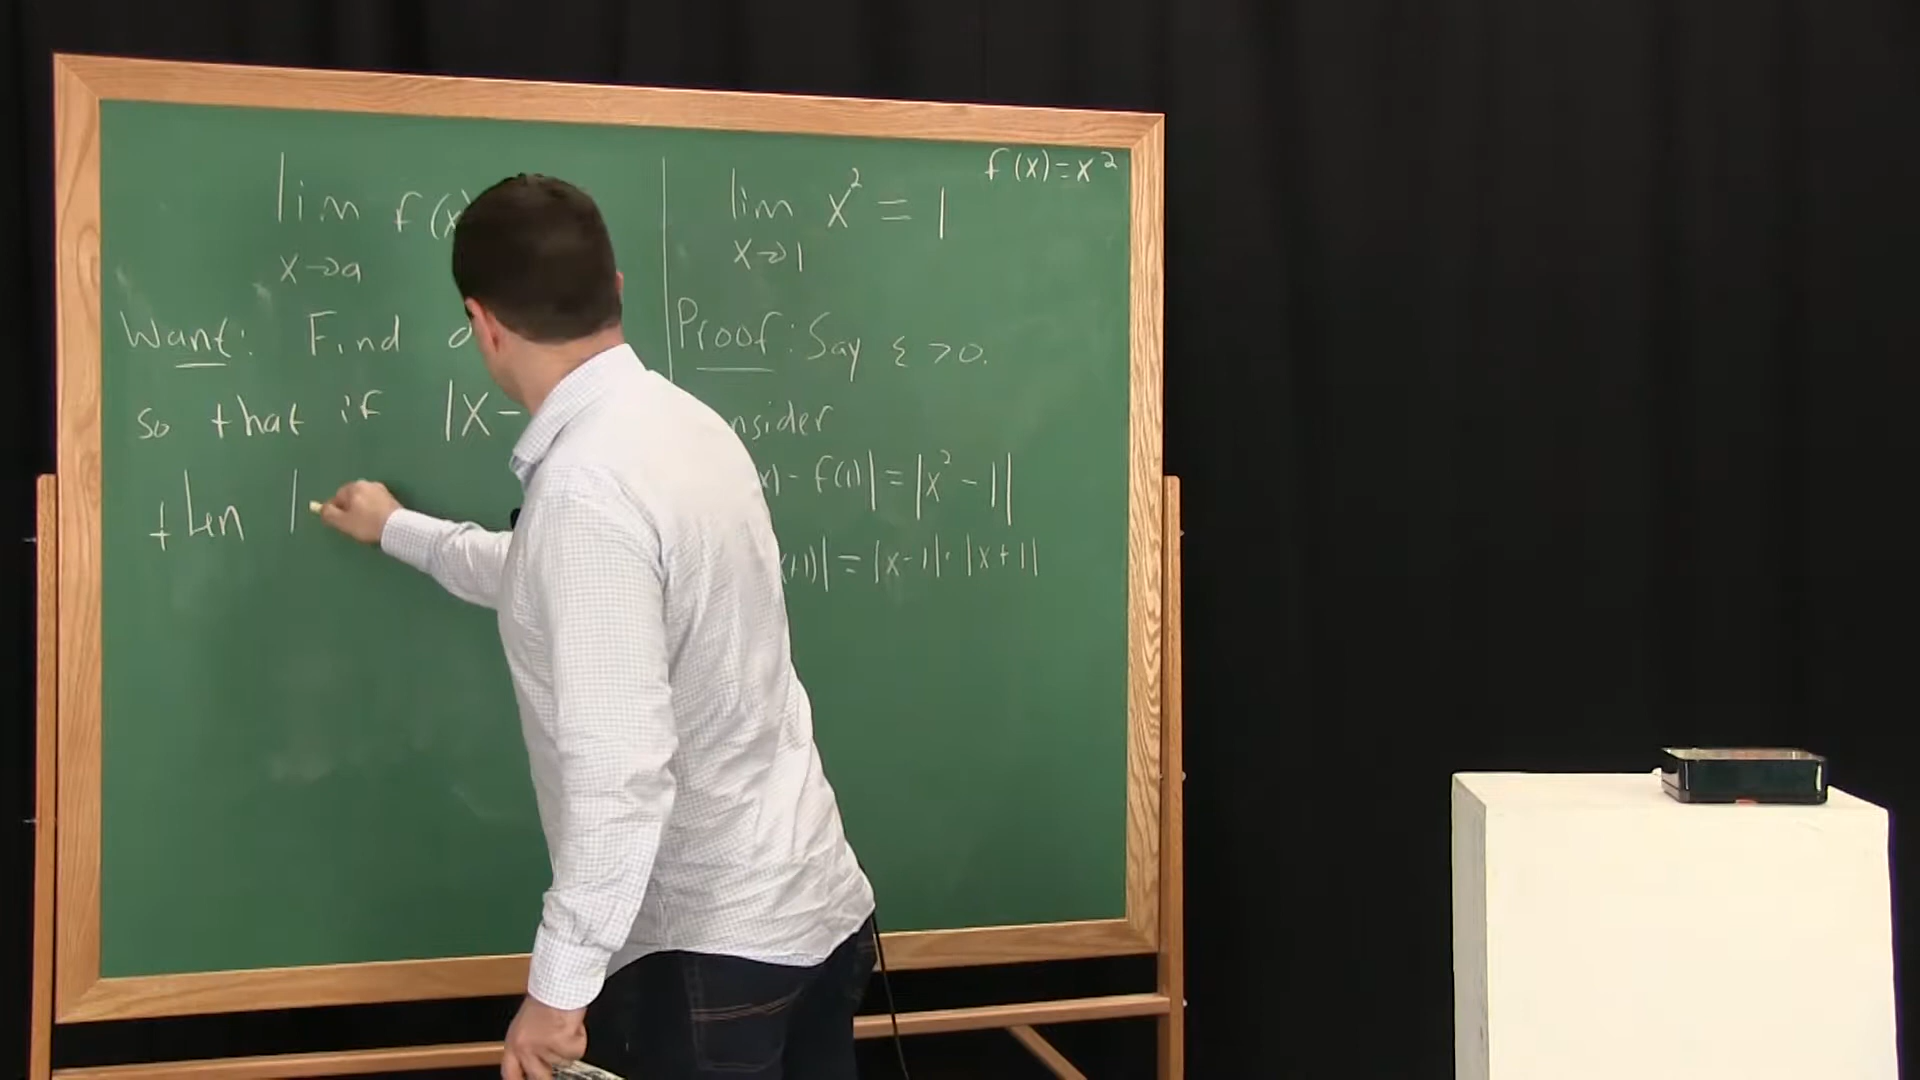 lim f(x)
x→a
Want: Find
so that if |x-
then |
f(x)=x²
lim x² = 1
x→1
Proof: Say ε >0.
x) - f(1)| = |x² - 1|
x+1)| = |x-1| · |x+1|